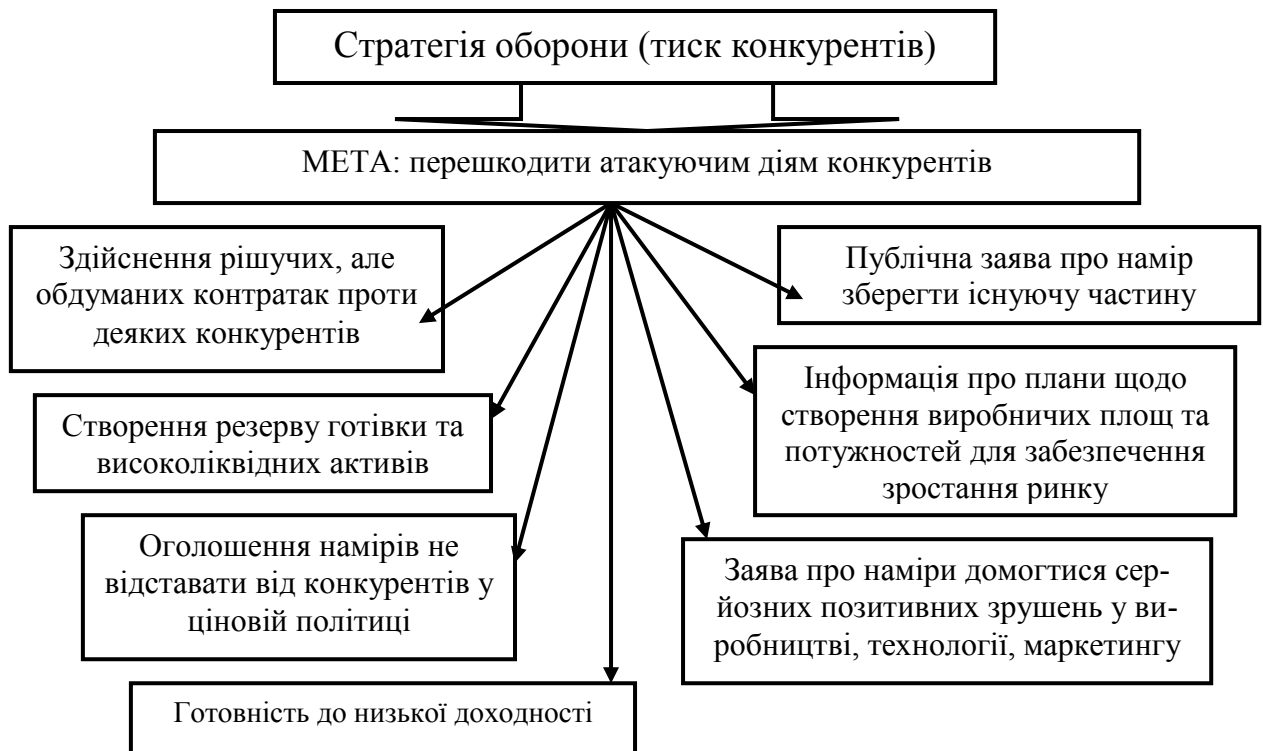 Стратегія оборони (тиск конкурентів)
МЕТА: перешкодити атакуючим діям конкурентів
Здійснення рішучих, але
обдуманих контратак проти
деяких конкурентів
Публічна заява про намір
зберегти існуючу частину
Створення резерву готівки та
високоліквідних активів
Інформація про плани щодо
створення виробничих площ та
потужностей для забезпечення
зростання ринку
Оголошення намірів не
відставати від конкурентів у
ціновій політиці
Заява про наміри домогтися сер-
йозних позитивних зрушень у ви-
робництві, технології, маркетингу
Готовність до низької доходності